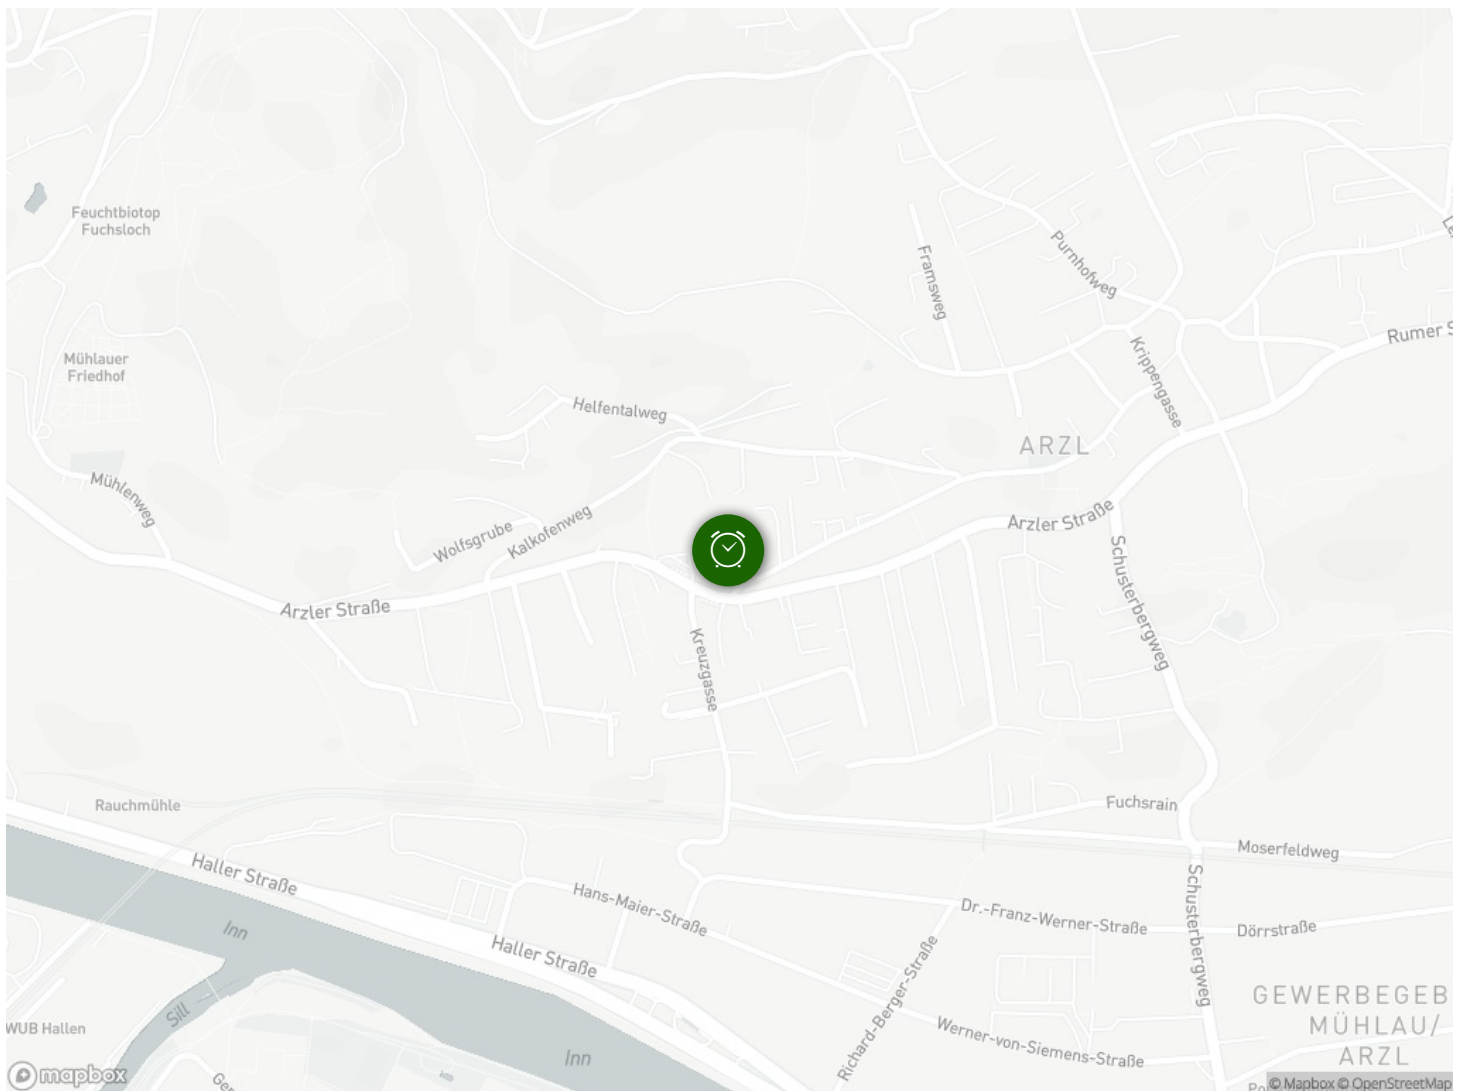 Feuchtbiotop
Fuchsloch
Framsweg
Purnhofweg
Rumer S
Mühlauer
Friedhof
Krippengasse
Helfentalweg
ARZL
Mühlenweg
Wolfsgrube
Kalkofenweg
Arzler Straße
Arzler Straße
Schusterbergweg
Kreuzgasse
Rauchmühle
Fuchsrain
Moserfeldweg
Haller Straße
Hans-Maier-Straße
Dr.-Franz-Werner-Straße
Dörrstraße
Schusterbergweg
Inn
Haller Straße
Richard-Berger-Straße
Sill
WUB Hallen
GEWERBEGEB
MÜHLAU/
ARZL
Werner-von-Siemens-Straße
Inn
mapbox
© Mapbox © OpenStreetMap